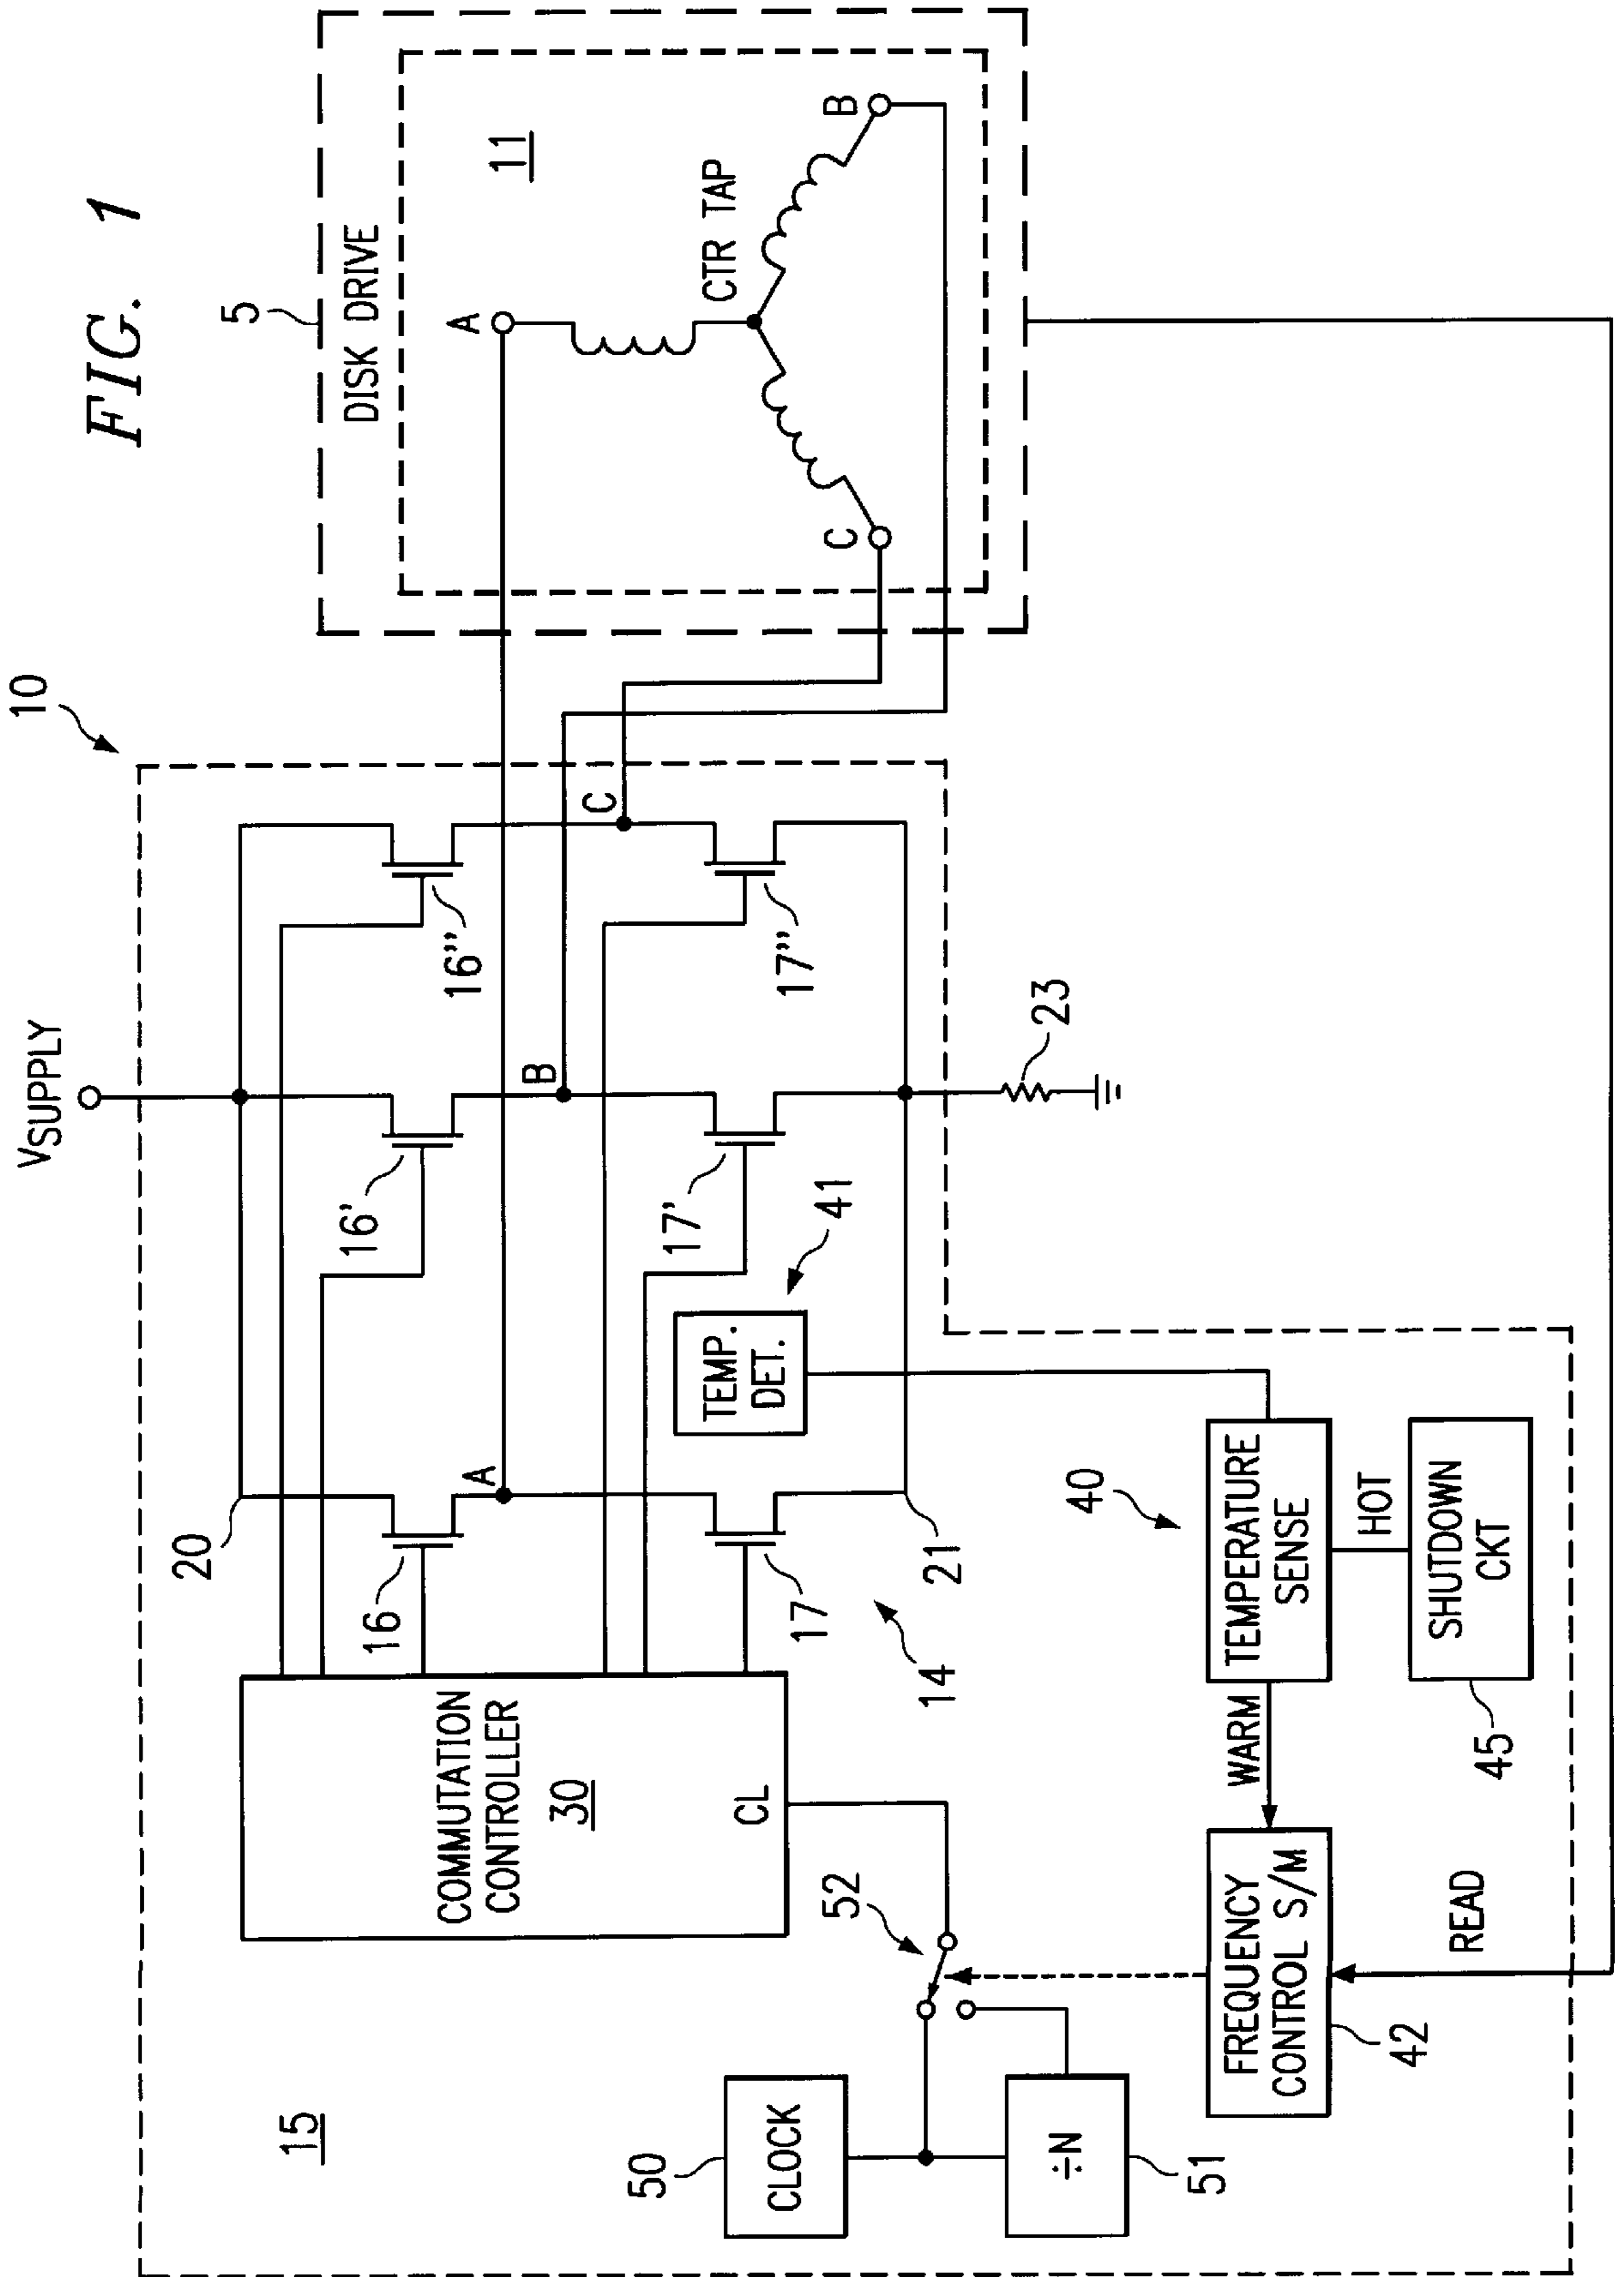 FIG. 1
10
VSUPPLY
5
DISK DRIVE
11
A
CTR TAP
B
C
15
20
16
16'
16"
A
B
C
COMMUTATION
CONTROLLER
30
CL
17
17'
17"
14
21
TEMP.
DET.
41
23
50
CLOCK
52
÷N
51
40
FREQUENCY
CONTROL S/M
42
WARM
TEMPERATURE
SENSE
HOT
SHUTDOWN
CKT
45
READ